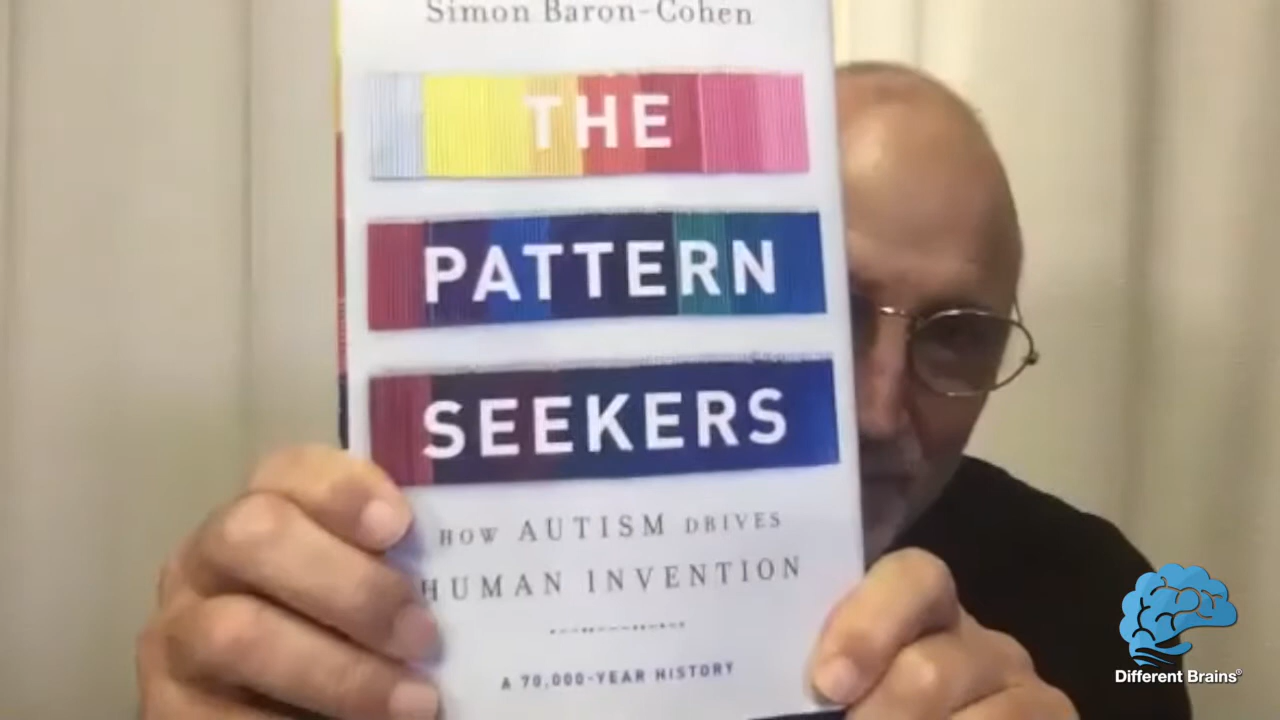 Simon Baron-Cohen
THE
PATTERN
SEEKERS
HOW AUTISM DRIVES
HUMAN INVENTION
A 70,000-YEAR HISTORY
Different Brains®